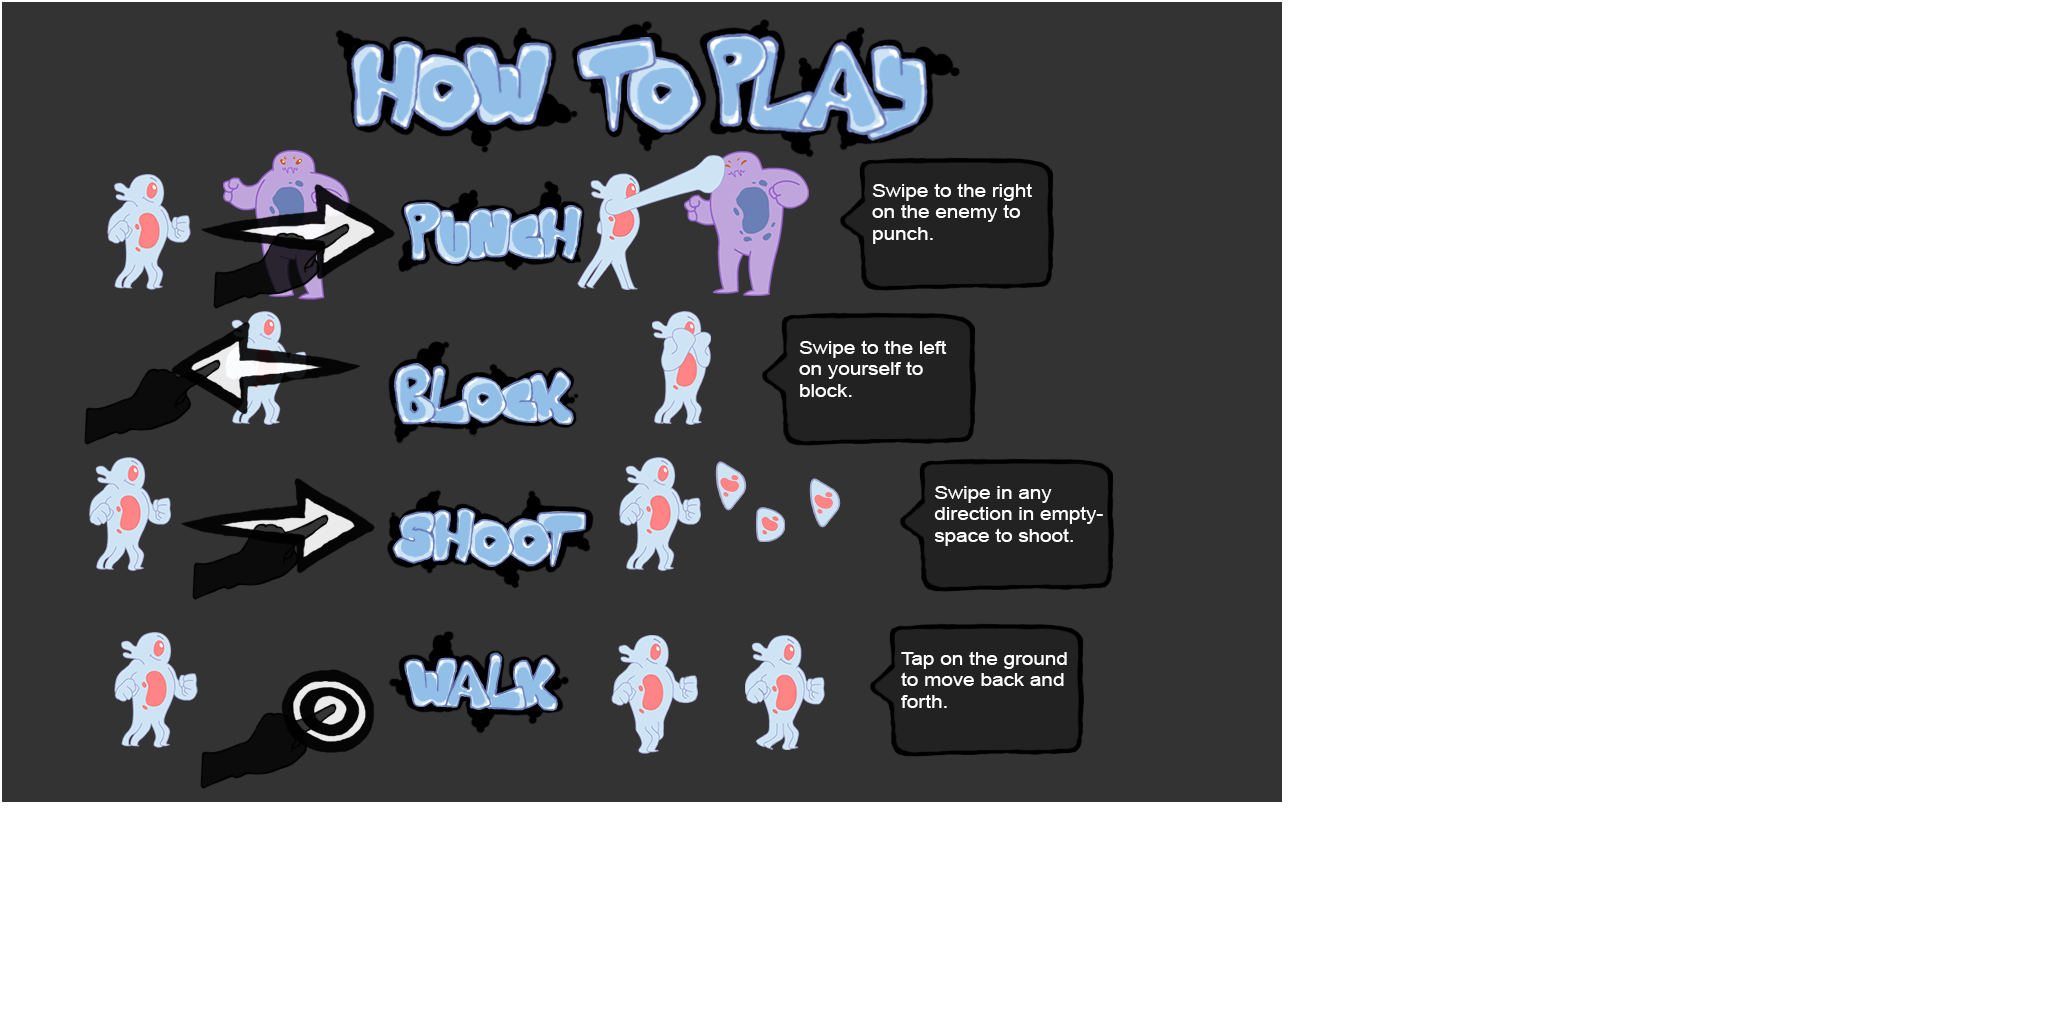 HOW TO PLAY
PUNCH
Swipe to the right
on the enemy to
punch.
BLOCK
Swipe to the left
on yourself to
block.
SHOOT
Swipe in any
direction in empty-
space to shoot.
WALK
Tap on the ground
to move back and
forth.